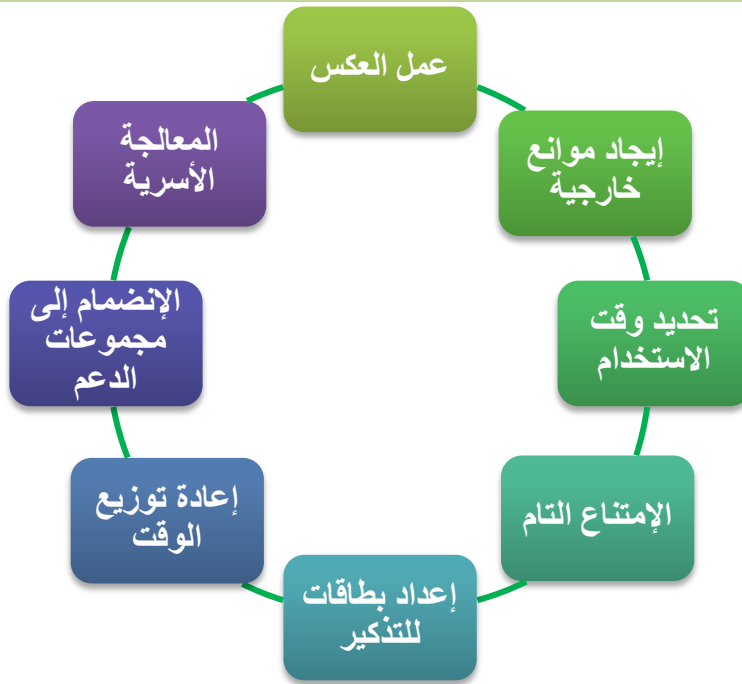 عمل العكس
إيجاد موانع
خارجية
تحديد وقت
الاستخدام
الإمتناع التام
إعداد بطاقات
للتذكير
إعادة توزيع
الوقت
الإنضمام إلى
مجموعات
الدعم
المعالجة
الأسرية